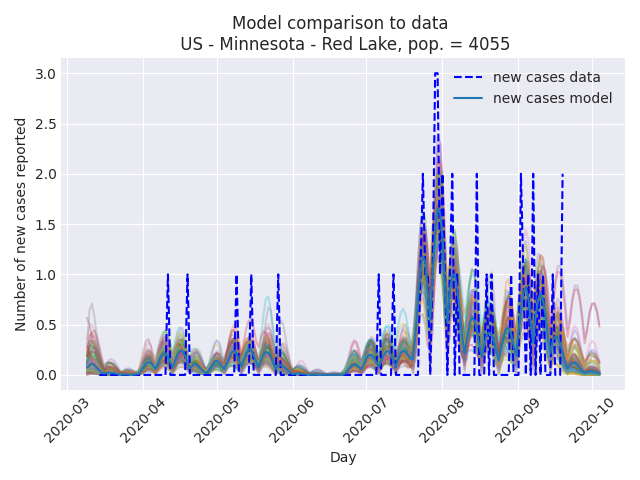 Model comparison to data
US - Minnesota - Red Lake, pop. = 4055
new cases data
new cases model
Number of new cases reported
3.0
2.5
2.0
1.5
1.0
0.5
0.0
2020-03
2020-04
2020-05
2020-06
2020-07
2020-08
2020-09
2020-10
Day